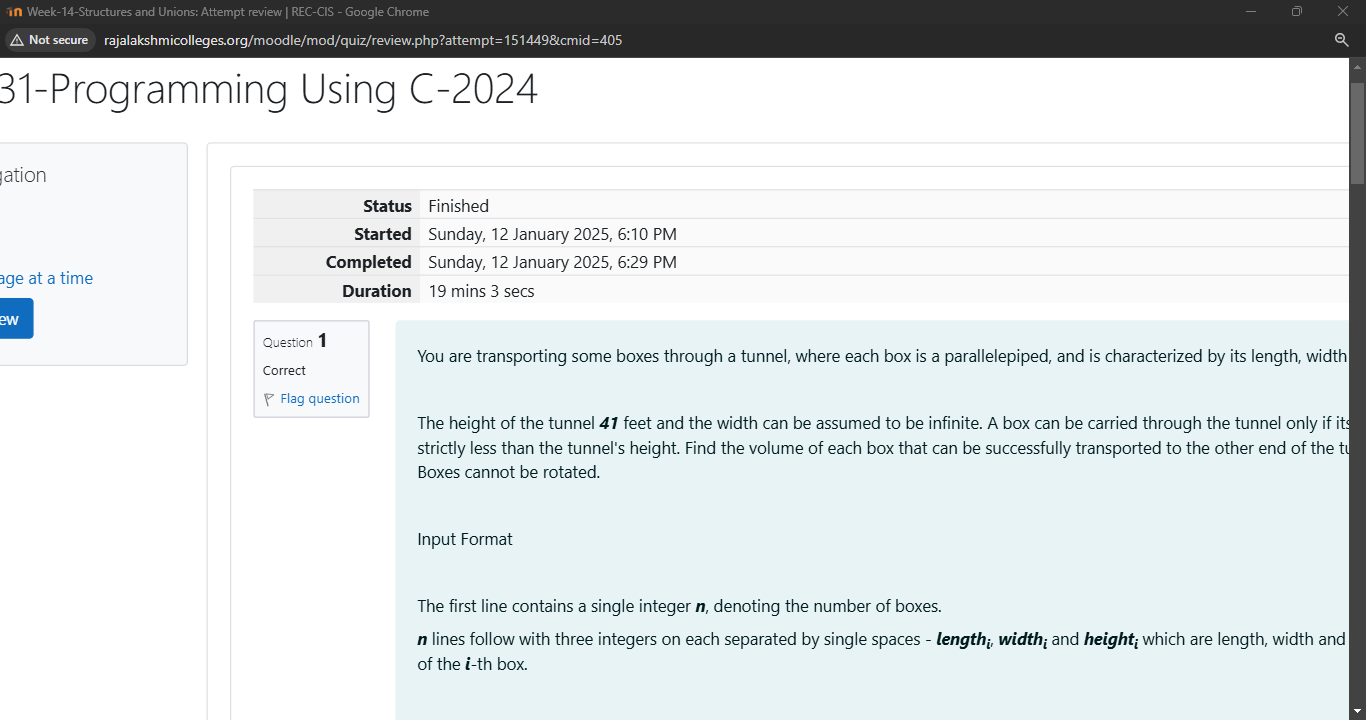 Week-14-Structures and Unions: Attempt review | REC-CIS - Google Chrome
Not secure rajalakshmicolleges.org/moodle/mod/quiz/review.php?attempt=151449&cmid=405
31-Programming Using C-2024
gation
age at a time
ew
Status Finished
Started Sunday, 12 January 2025, 6:10 PM
Completed Sunday, 12 January 2025, 6:29 PM
Duration 19 mins 3 secs
Question 1
Correct
Flag question
You are transporting some boxes through a tunnel, where each box is a parallelepiped, and is characterized by its length, width
The height of the tunnel 41 feet and the width can be assumed to be infinite. A box can be carried through the tunnel only if its
strictly less than the tunnel's height. Find the volume of each box that can be successfully transported to the other end of the tu
Boxes cannot be rotated.
Input Format
The first line contains a single integer n, denoting the number of boxes.
n lines follow with three integers on each separated by single spaces - lengthi, widthi and heighti which are length, width and
of the i-th box.